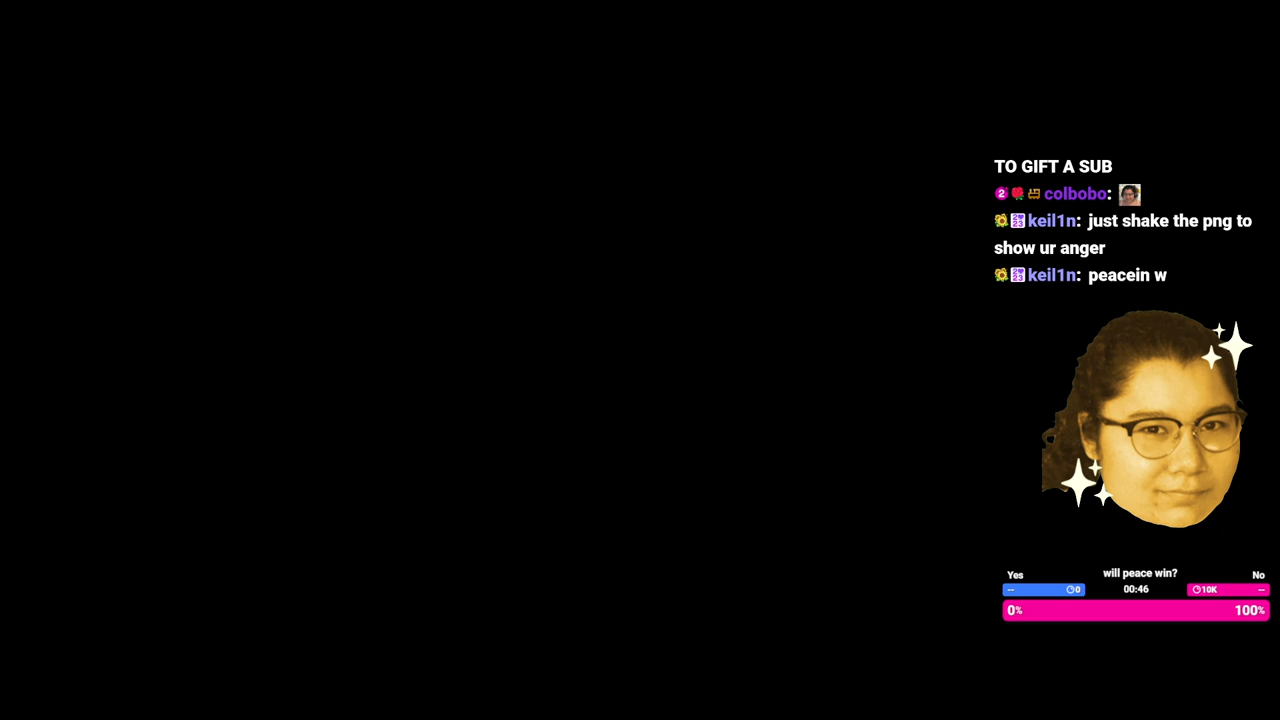 TO GIFT A SUB
2 colbobo:
keil1n: just shake the png to
show ur anger
keil1n: peacein w
Yes will peace win? No
-- 0 00:46 10K --
0% 100%